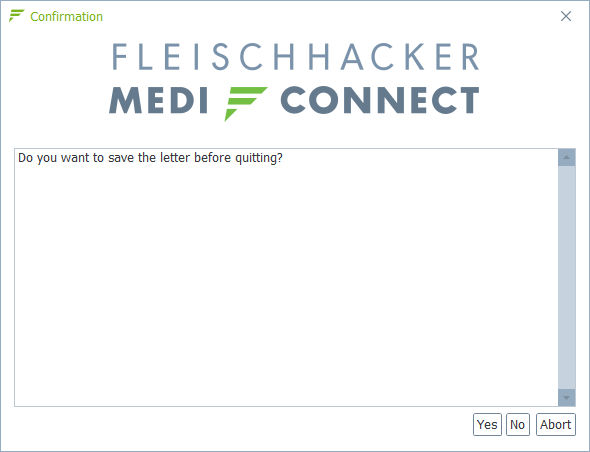 Confirmation
FLEISCHHACKER
MEDI CONNECT
Do you want to save the letter before quitting?
Yes No Abort